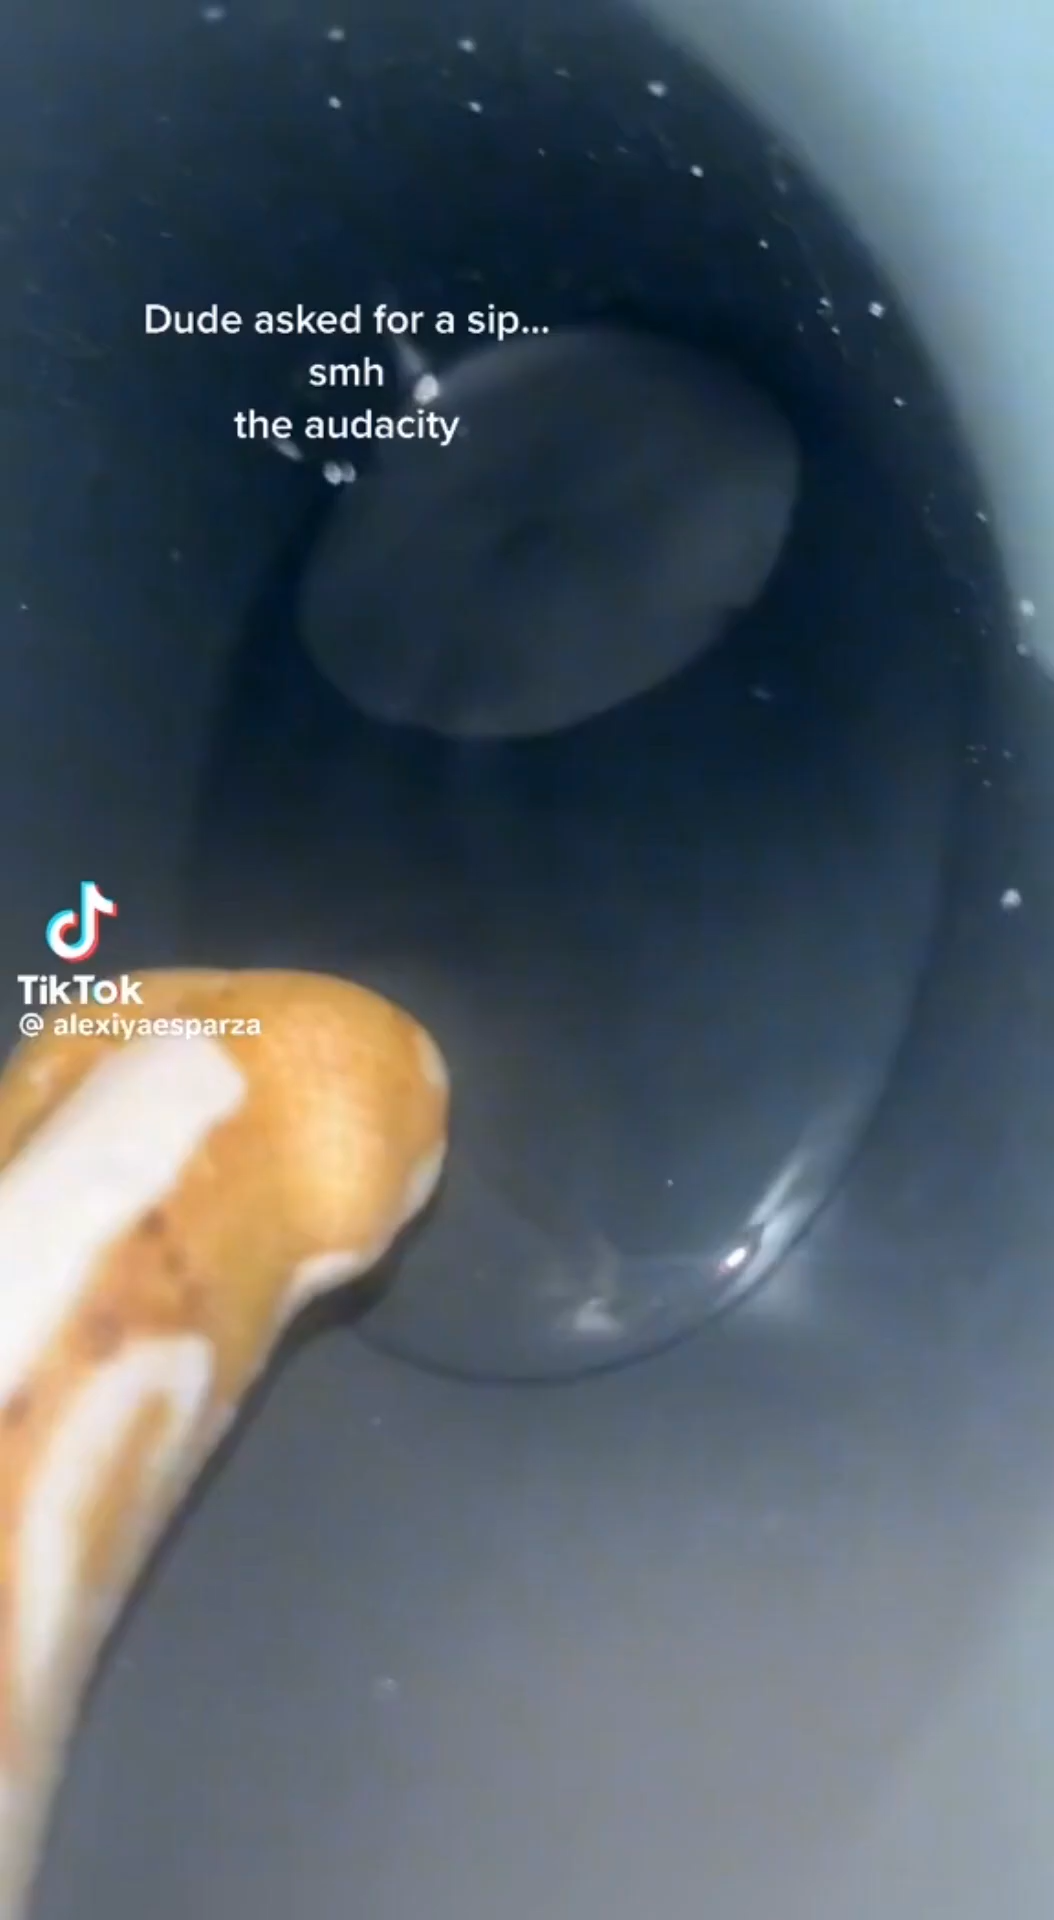 Dude asked for a sip...
smh
the audacity
TikTok
@ alexiyaesparza